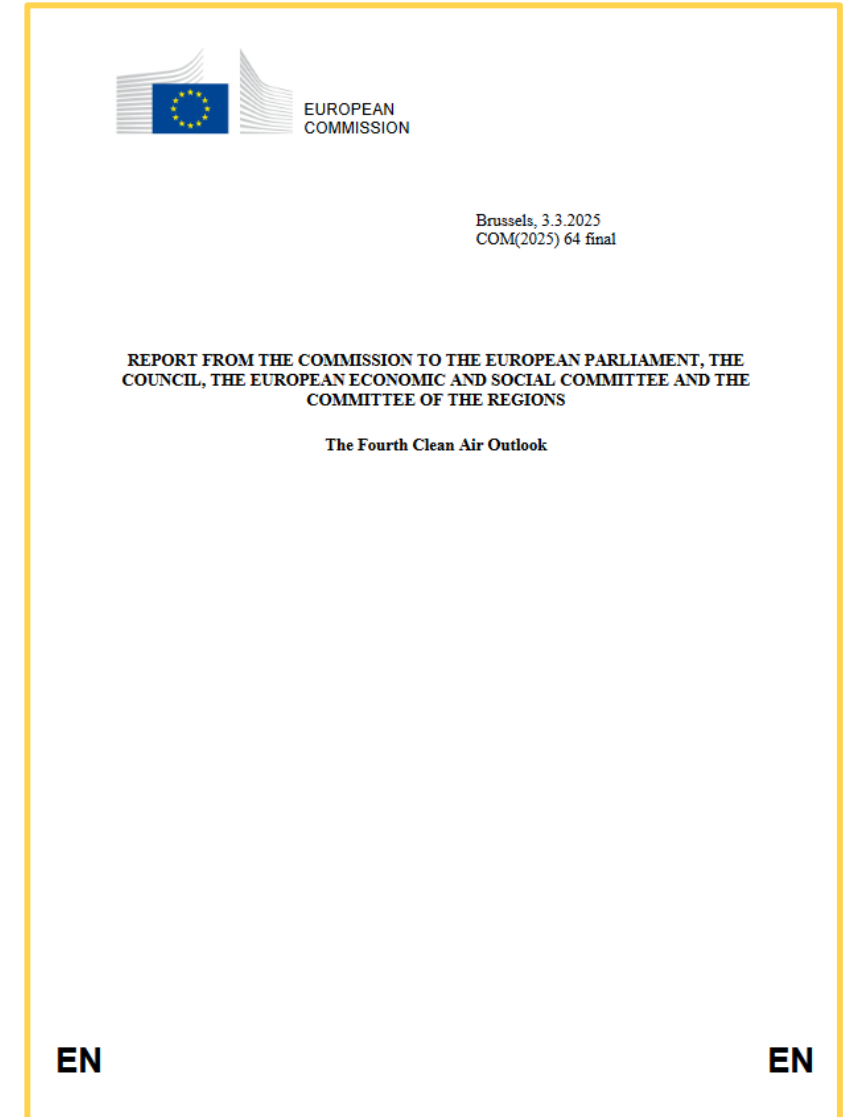 EUROPEAN
COMMISSION
Brussels, 3.3.2025
COM(2025) 64 final
REPORT FROM THE COMMISSION TO THE EUROPEAN PARLIAMENT, THE
COUNCIL, THE EUROPEAN ECONOMIC AND SOCIAL COMMITTEE AND THE
COMMITTEE OF THE REGIONS
The Fourth Clean Air Outlook
EN EN